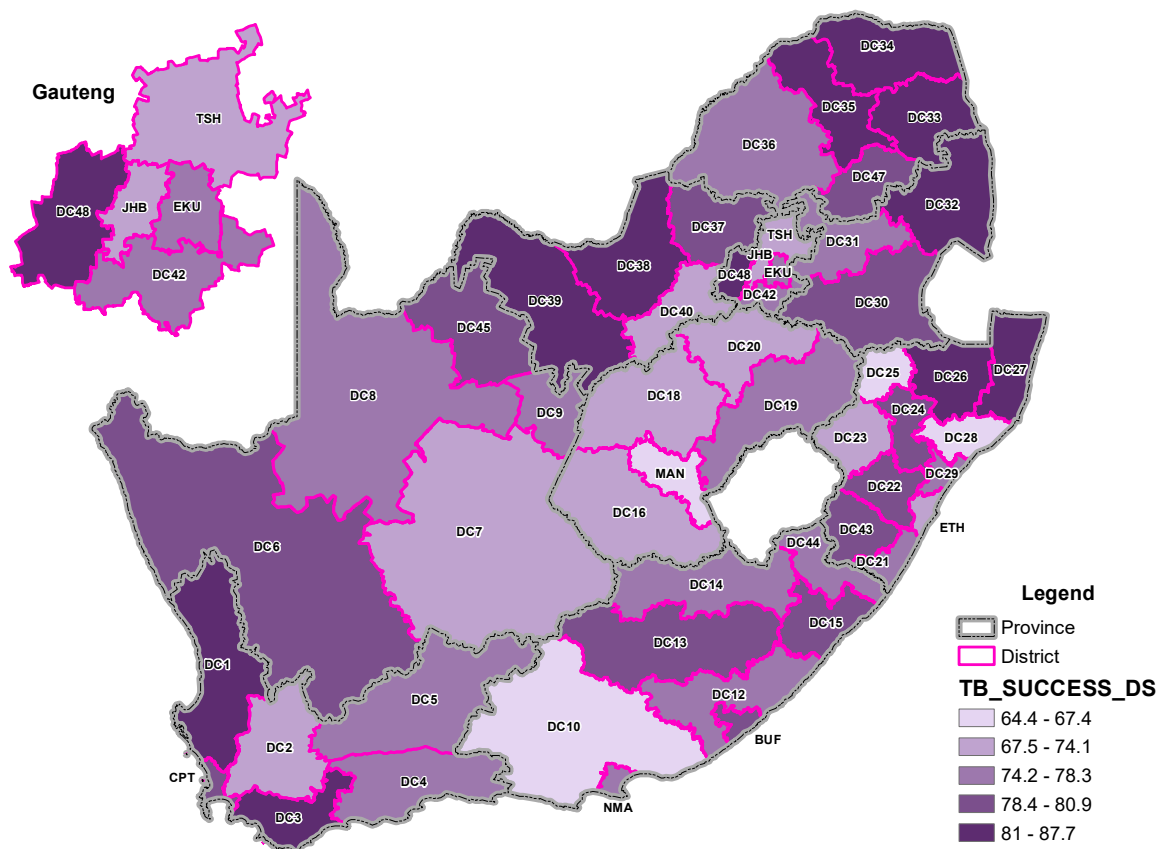 Gauteng
TSH
DC48
JHB
EKU
DC42
DC34
DC35
DC33
DC36
DC47
DC32
DC37
TSH
DC31
JHB
DC38
DC48
EKU
DC42
DC39
DC30
DC40
DC45
DC20
DC25
DC26
DC27
DC8
DC9
DC18
DC19
DC24
DC23
DC28
MAN
DC29
DC22
DC16
DC7
ETH
DC43
DC44
DC21
DC6
DC14
DC15
DC13
DC1
DC5
DC12
DC10
BUF
DC2
CPT
DC4
NMA
DC3
Legend
Province
District
TB_SUCCESS_DS
64.4 - 67.4
67.5 - 74.1
74.2 - 78.3
78.4 - 80.9
81 - 87.7